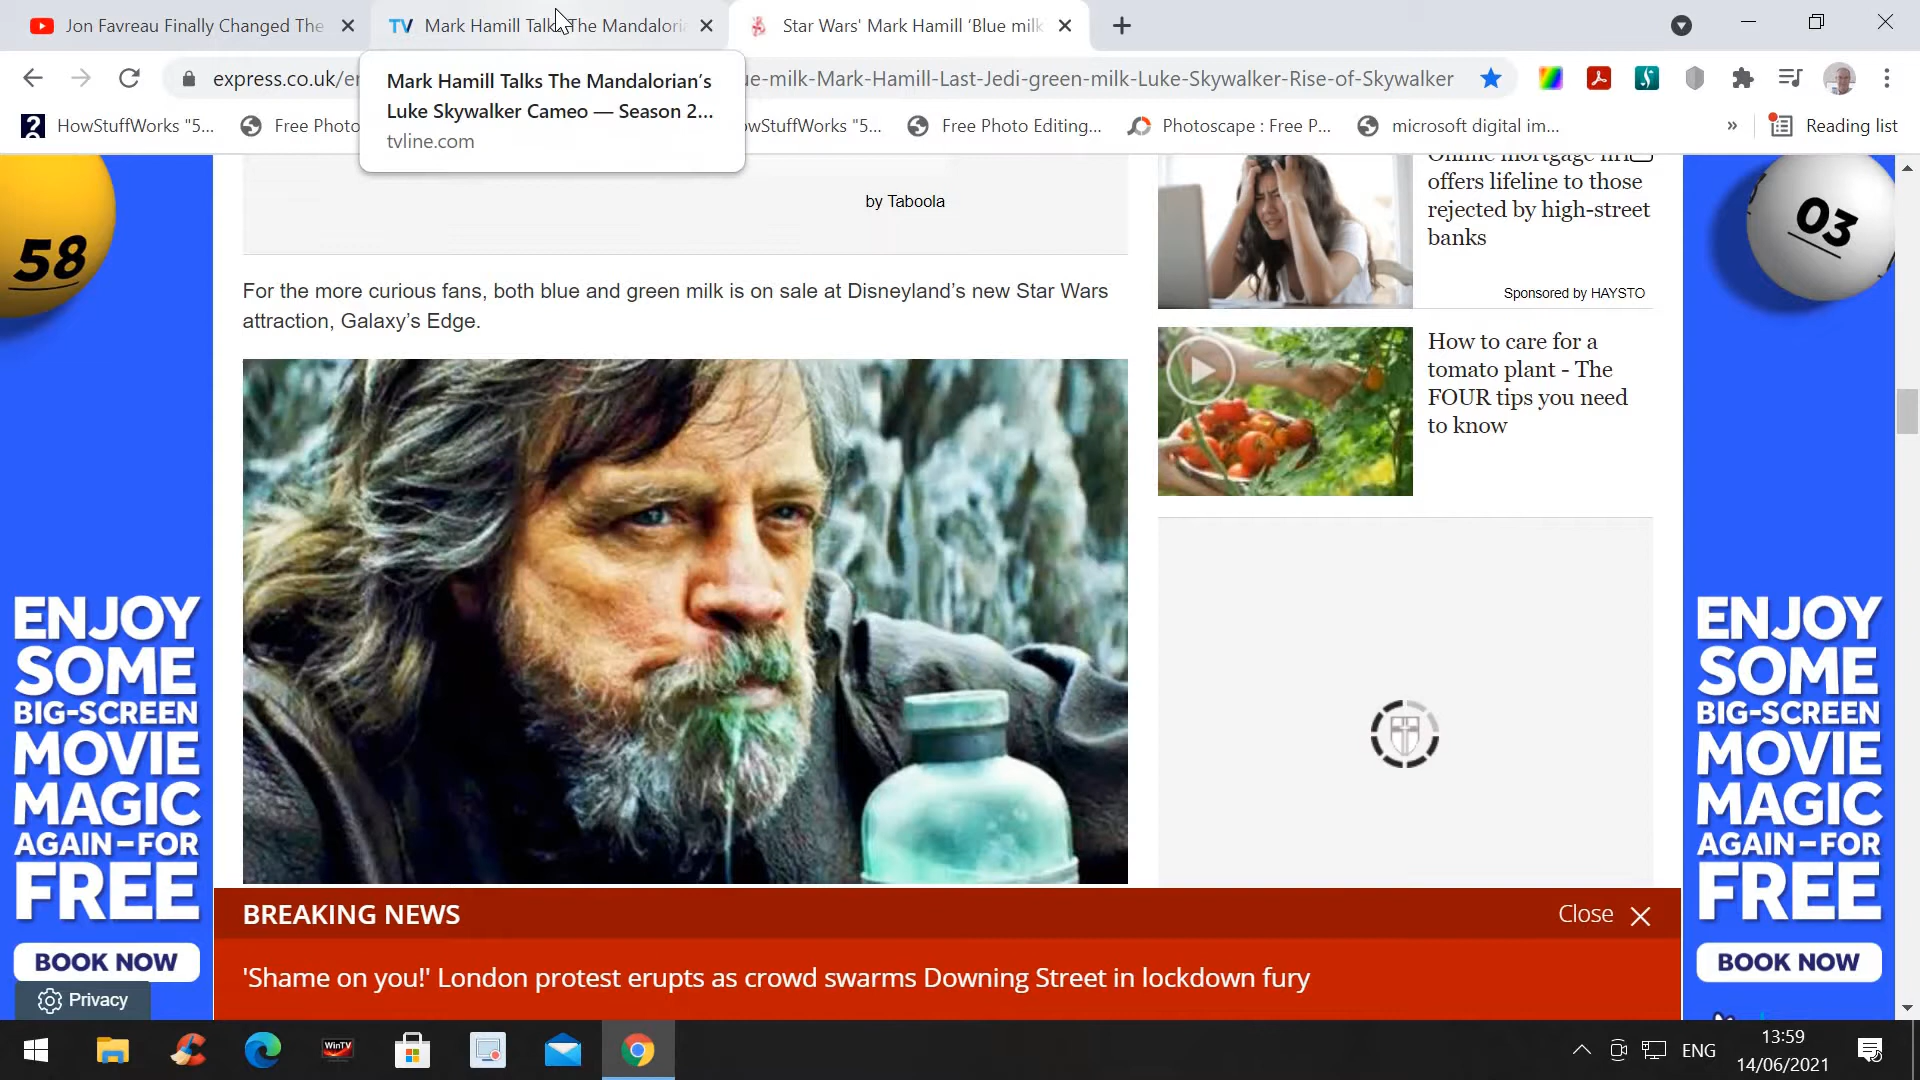 Jon Favreau Finally Changed The
TV
Mark Hamill Talks The Mandaloria
Star Wars' Mark Hamill ‘Blue milk
express.co.uk/en
ue-milk-Mark-Hamill-Last-Jedi-green-milk-Luke-Skywalker-Rise-of-Skywalker
Mark Hamill Talks The Mandalorian’s
Luke Skywalker Cameo — Season 2...
tvline.com
HowStuffWorks "5...
Free Photo
owStuffWorks "5...
Free Photo Editing...
Photoscape : Free P...
microsoft digital im...
»
Reading list
58
03
by Taboola
Online mortgage firm
offers lifeline to those
rejected by high-street
banks
Sponsored by HAYSTO
For the more curious fans, both blue and green milk is on sale at Disneyland’s new Star Wars
attraction, Galaxy’s Edge.
How to care for a
tomato plant - The
FOUR tips you need
to know
ENJOY
SOME
BIG-SCREEN
MOVIE
MAGIC
AGAIN–FOR
FREE
BOOK NOW
ENJOY
SOME
BIG-SCREEN
MOVIE
MAGIC
AGAIN–FOR
FREE
BOOK NOW
BREAKING NEWS
Close
'Shame on you!' London protest erupts as crowd swarms Downing Street in lockdown fury
Privacy
WinTV
ENG
13:59
14/06/2021